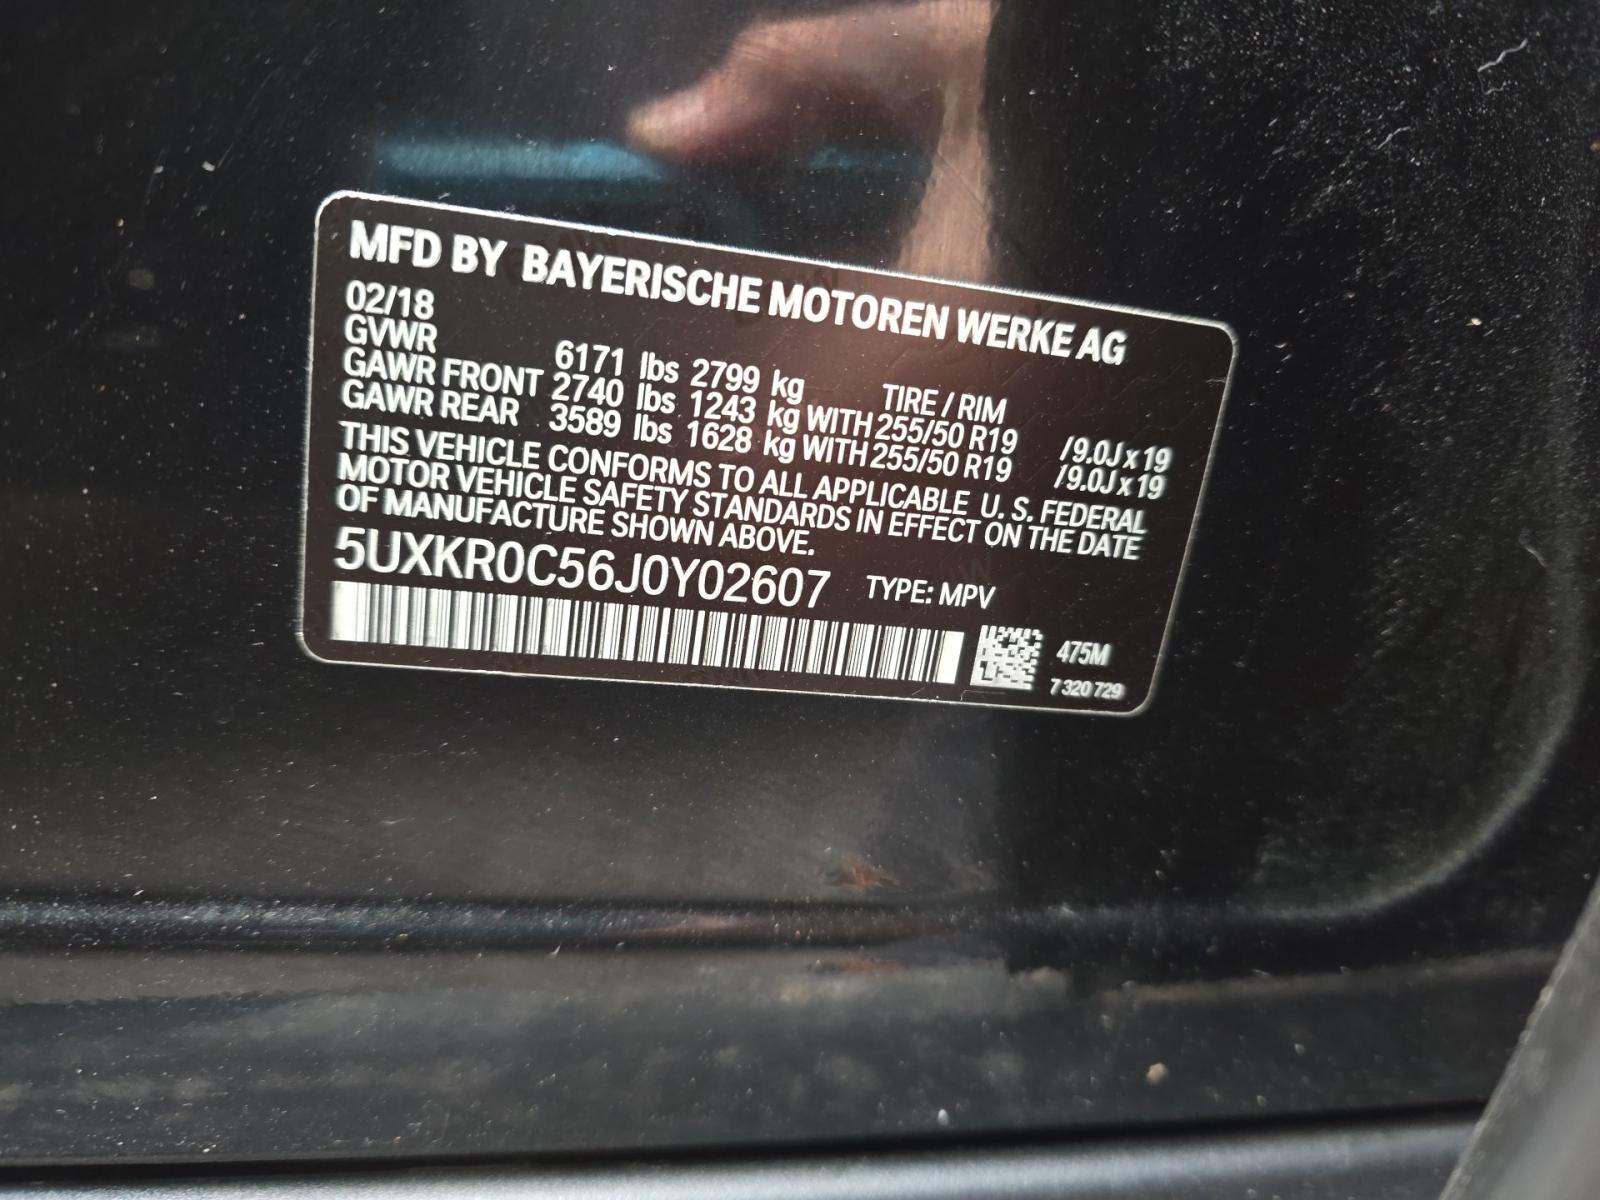 MFD BY BAYERISCHE MOTOREN WERKE AG
02/18
GVWR 6171 lbs 2799 kg TIRE / RIM
GAWR FRONT 2740 lbs 1243 kg WITH 255/50 R19 /9.0J x 19
GAWR REAR 3589 lbs 1628 kg WITH 255/50 R19 /9.0J x 19
THIS VEHICLE CONFORMS TO ALL APPLICABLE U. S. FEDERAL
MOTOR VEHICLE SAFETY STANDARDS IN EFFECT ON THE DATE
OF MANUFACTURE SHOWN ABOVE.
5UXKR0C56J0Y02607 TYPE: MPV
475M
7 320 729